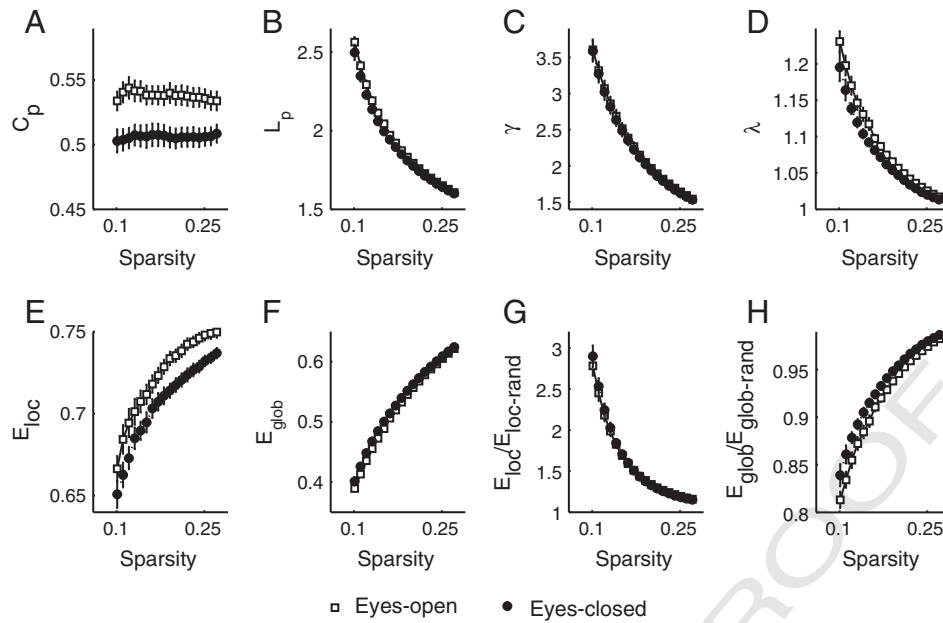 A B C D
C_p
0.55
0.5
0.45
0.1 0.25
Sparsity
L_p
2.5
2
1.5
0.1 0.25
Sparsity
γ
3.5
3
2.5
2
1.5
0.1 0.25
Sparsity
λ
1.2
1.15
1.1
1.05
1
0.1 0.25
Sparsity
E F G H
E_loc
0.75
0.7
0.65
0.1 0.25
Sparsity
E_glob
0.6
0.5
0.4
0.1 0.25
Sparsity
E_loc/E_loc-rand
3
2.5
2
1.5
1
0.1 0.25
Sparsity
E_glob/E_glob-rand
0.95
0.9
0.85
0.8
0.1 0.25
Sparsity
Eyes-open Eyes-closed
PROOF